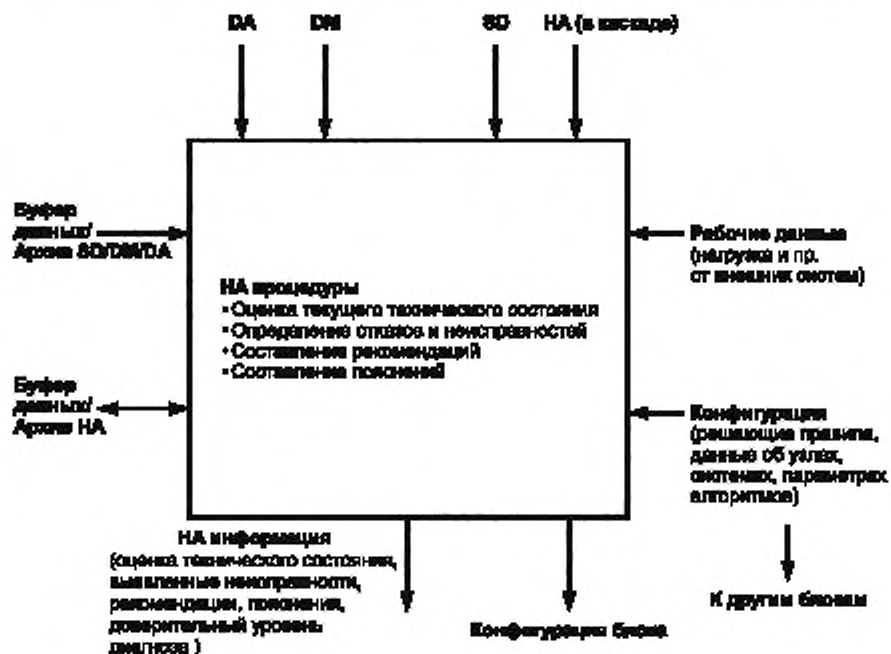 DA DM SD HA (в каскаде)
Буфер
данных/
Архив SD/DM/DA
Рабочие данные
(нагрузка и пр.
от внешних систем)
НА процедуры
• Оценка текущего технического состояния
• Определение отказов и неисправностей
• Составление рекомендаций
• Составление пояснений
Буфер
данных/
Архив НА
Конфигурация
(решающие правила,
данные об узлах,
системах, параметрах
алгоритмов)
НА информация
(оценка технического состояния,
выявленные неисправности,
рекомендации, пояснения,
доверительный уровень
диагноза )
Конфигурация блока
К другим блокам